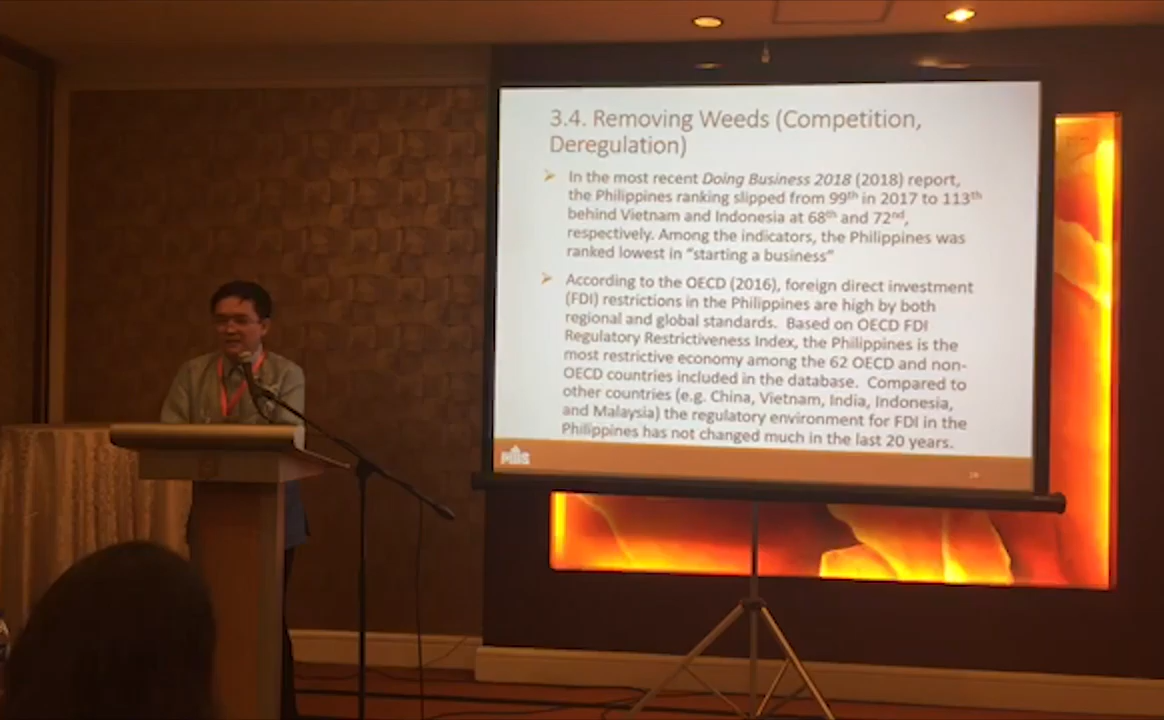 3.4. Removing Weeds (Competition,
Deregulation)
In the most recent Doing Business 2018 (2018) report,
the Philippines ranking slipped from 99th in 2017 to 113th
behind Vietnam and Indonesia at 68th and 72nd,
respectively. Among the indicators, the Philippines was
ranked lowest in “starting a business”
According to the OECD (2016), foreign direct investment
(FDI) restrictions in the Philippines are high by both
regional and global standards. Based on OECD FDI
Regulatory Restrictiveness Index, the Philippines is the
most restrictive economy among the 62 OECD and non-
OECD countries included in the database. Compared to
other countries (e.g. China, Vietnam, India, Indonesia,
and Malaysia) the regulatory environment for FDI in the
Philippines has not changed much in the last 20 years.